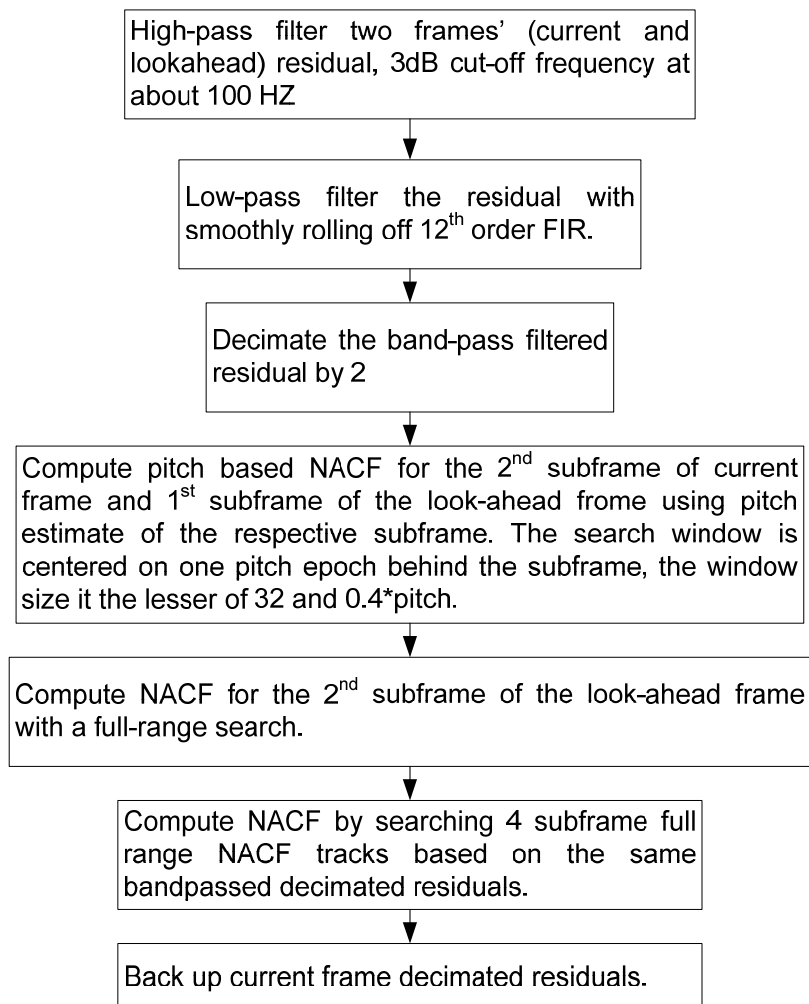 High-pass filter two frames’ (current and
lookahead) residual, 3dB cut-off frequency at
about 100 HZ
Low-pass filter the residual with
smoothly rolling off 12th order FIR.
Decimate the band-pass filtered
residual by 2
Compute pitch based NACF for the 2nd subframe of current
frame and 1st subframe of the look-ahead frome using pitch
estimate of the respective subframe. The search window is
centered on one pitch epoch behind the subframe, the window
size it the lesser of 32 and 0.4*pitch.
Compute NACF for the 2nd subframe of the look-ahead frame
with a full-range search.
Compute NACF by searching 4 subframe full
range NACF tracks based on the same
bandpassed decimated residuals.
Back up current frame decimated residuals.